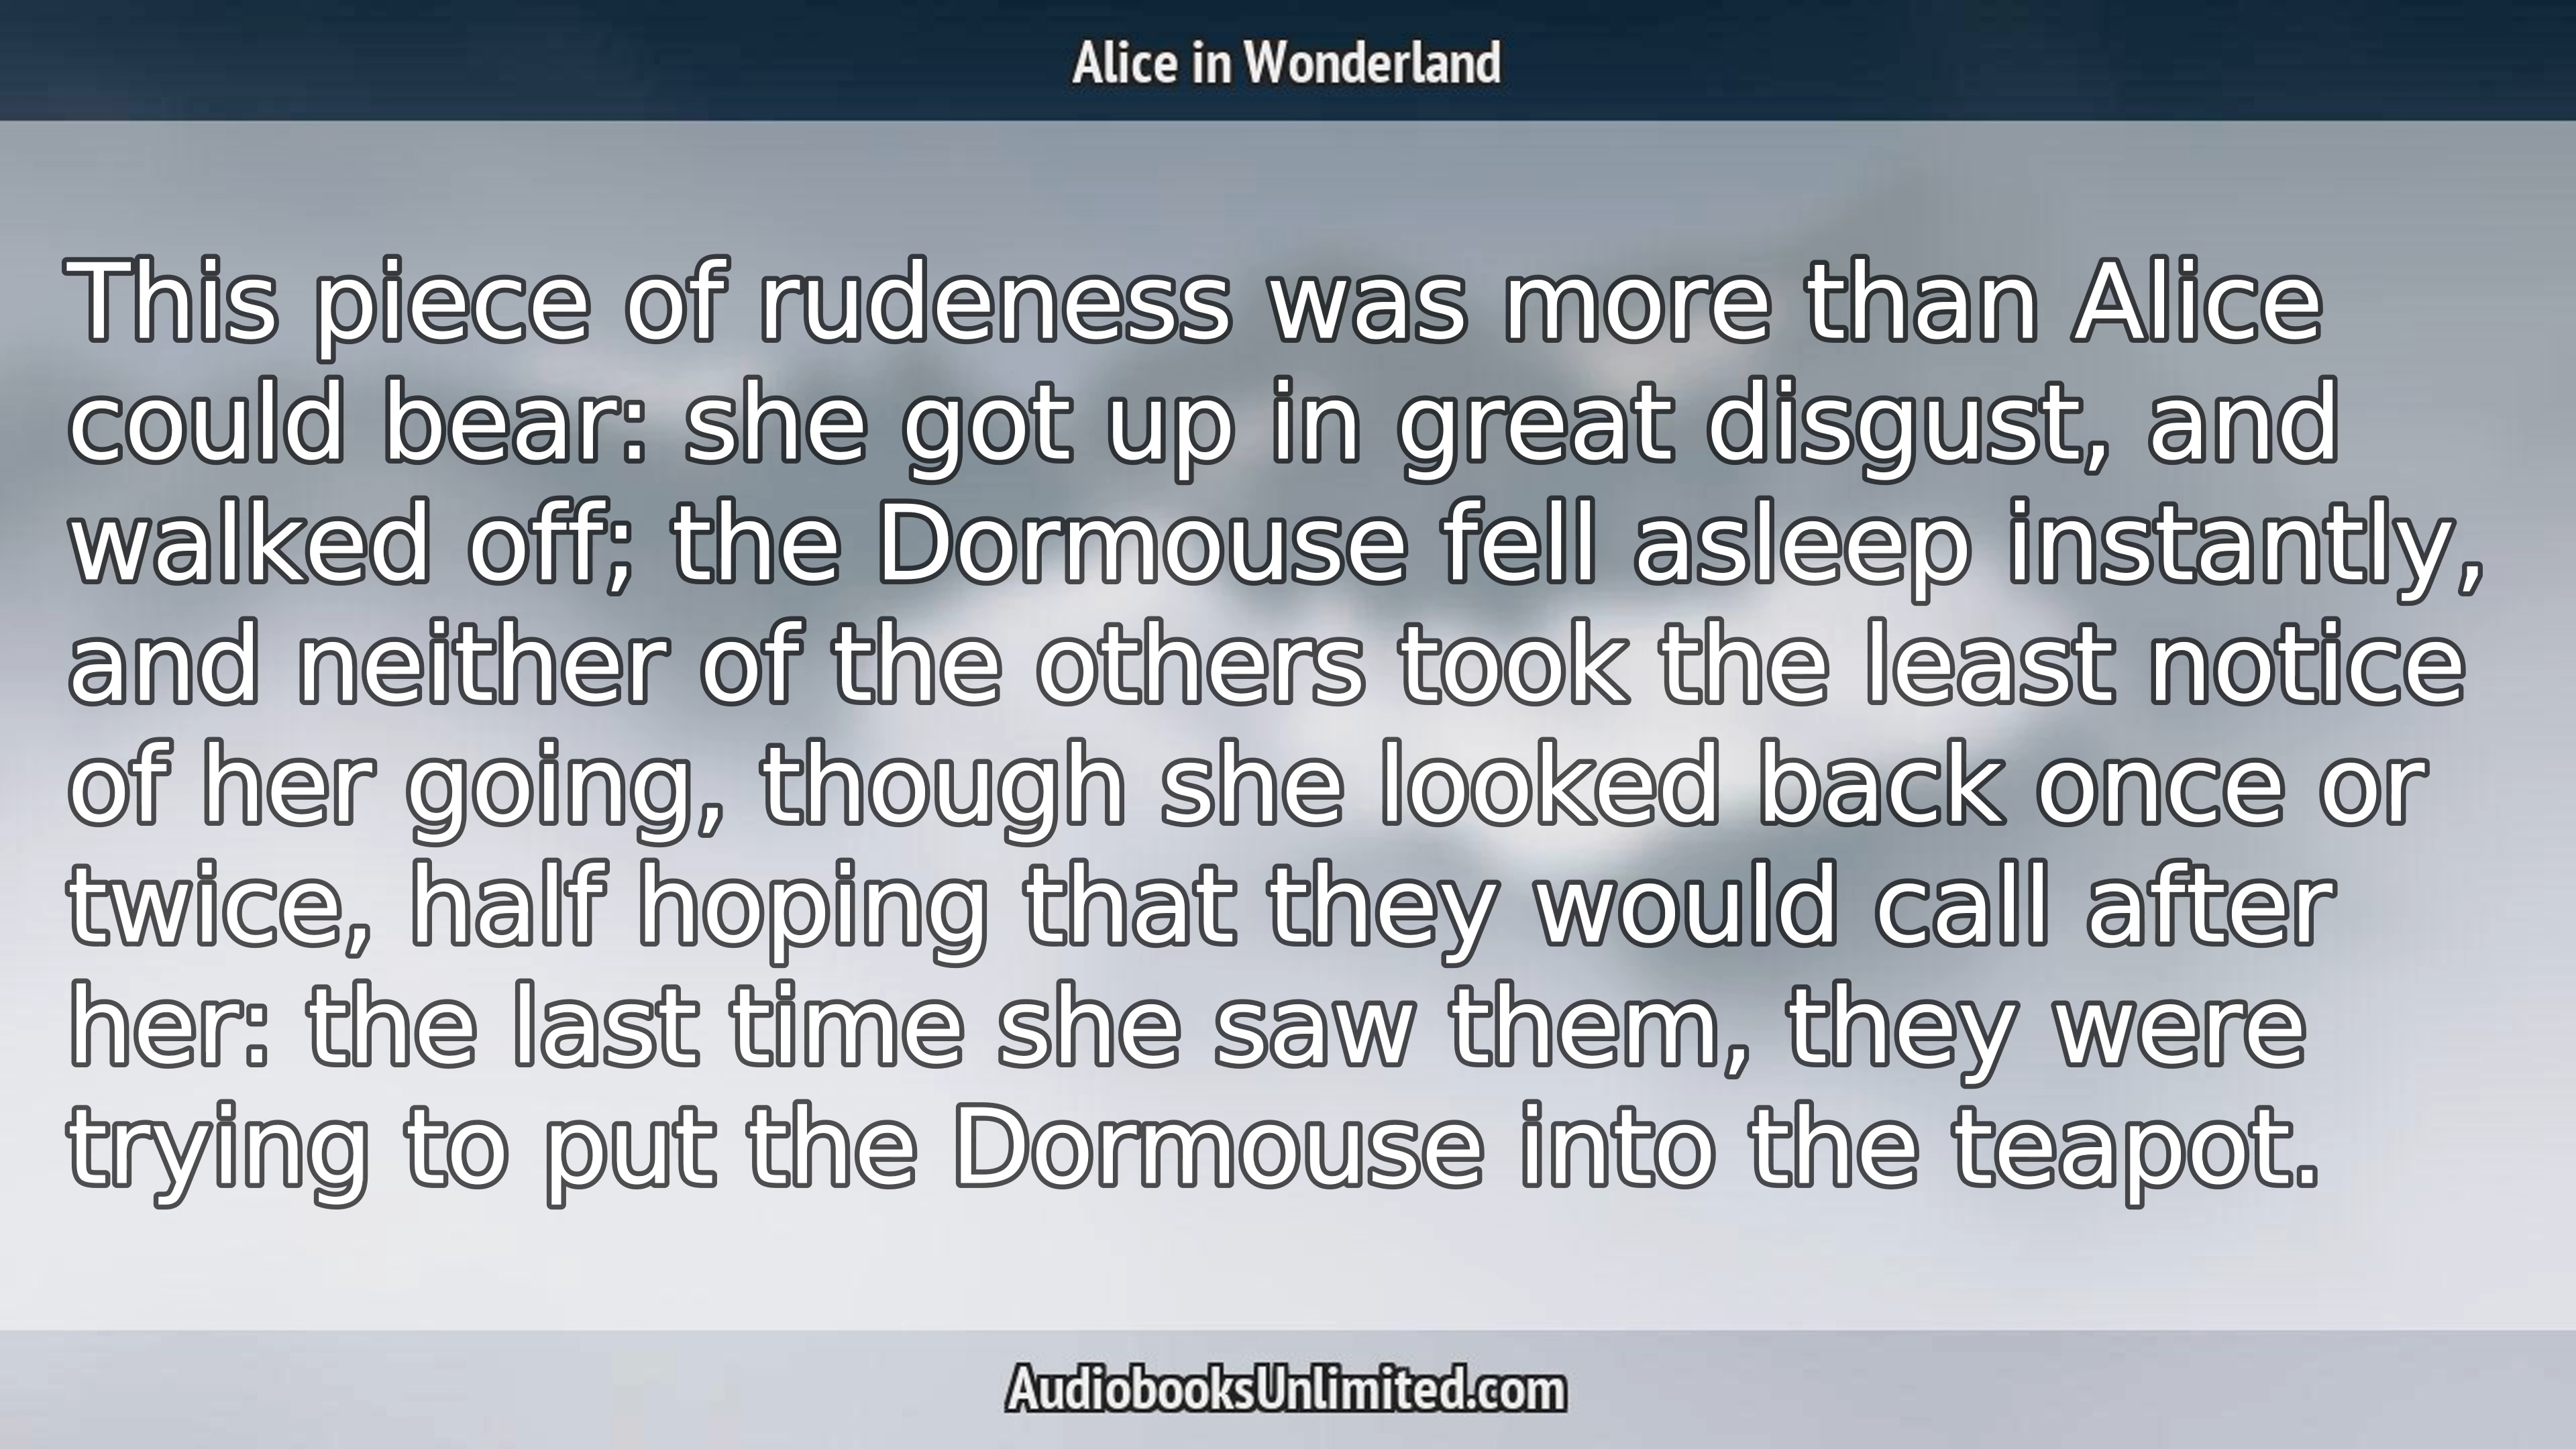 Alice in Wonderland
This piece of rudeness was more than Alice
could bear: she got up in great disgust, and
walked off; the Dormouse fell asleep instantly,
and neither of the others took the least notice
of her going, though she looked back once or
twice, half hoping that they would call after
her: the last time she saw them, they were
trying to put the Dormouse into the teapot.
AudiobooksUnlimited.com